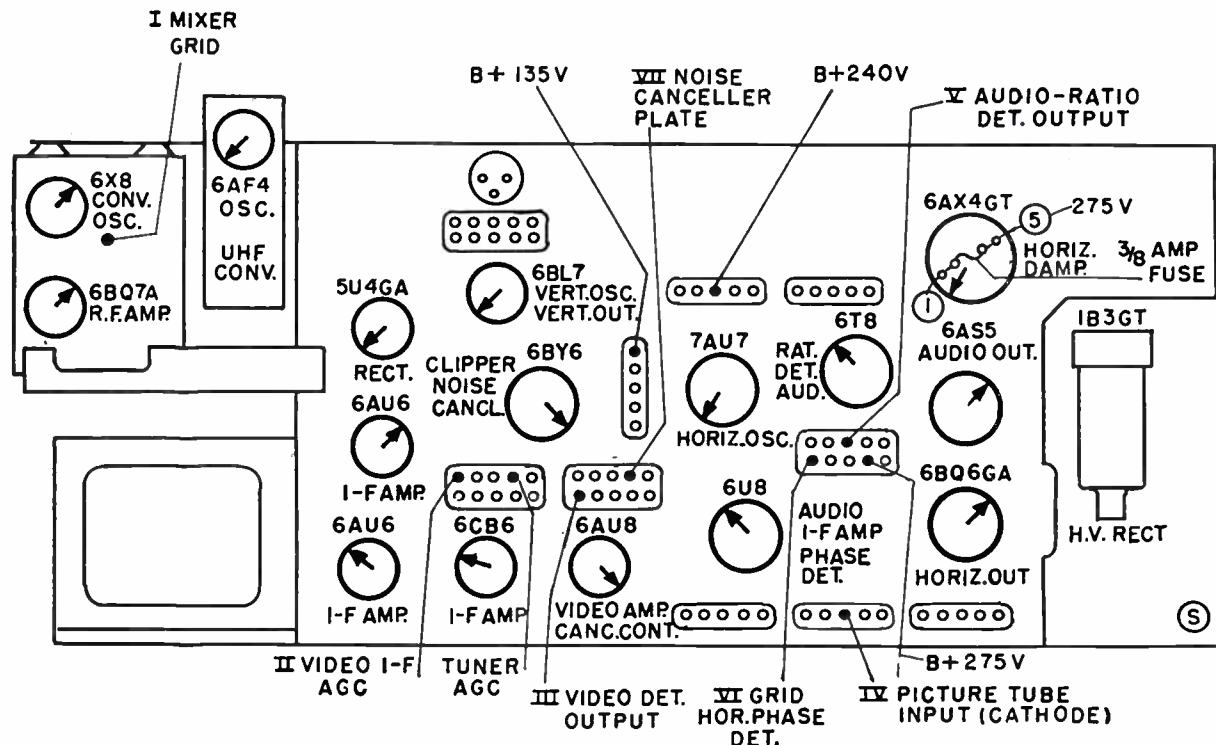 I MIXER
GRID
B+ 135V
VII NOISE
CANCELLER
PLATE
B+240V
V AUDIO-RATIO
DET. OUTPUT
6X8
CONV.
OSC.
6BQ7A
R.F. AMP.
6AF4
OSC.
UHF
CONV.
5U4GA
RECT.
6BL7
VERT. OSC.
VERT. OUT.
6BY6
CLIPPER
NOISE
CANCL.
6AU6
I-F AMP.
7AU7
HORIZ. OSC.
6T8
RAT.
DET.
AUD.
6AX4GT
5
275 V
HORIZ.
DAMP.
3/8 AMP
FUSE
1
6AS5
AUDIO OUT.
1B3GT
H.V. RECT
6AU6
I-F AMP.
6CB6
I-F AMP
6AU8
VIDEO AMP.
CANC. CONT.
6U8
AUDIO
I-F AMP
PHASE
DET.
6BQ6GA
HORIZ. OUT
S
II VIDEO I-F
AGC
TUNER
AGC
III VIDEO DET.
OUTPUT
VI GRID
HOR. PHASE
DET.
B+ 275V
IV PICTURE TUBE
INPUT (CATHODE)